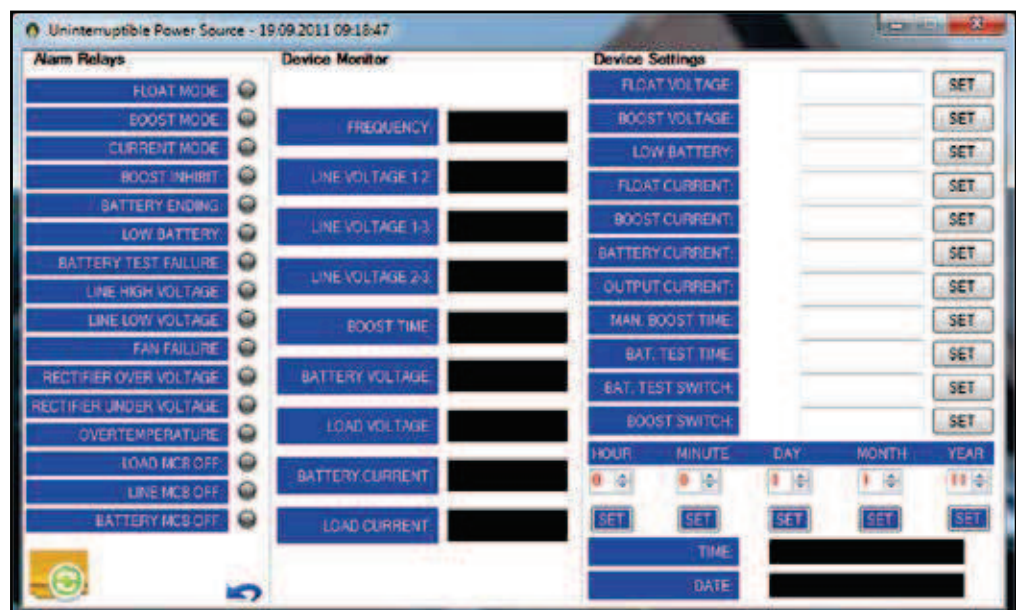 Uninterruptible Power Source - 19.09.2011 09:18:47
Alarm Relays
FLOAT MODE:
BOOST MODE:
CURRENT MODE:
BOOST INHIBIT:
BATTERY ENDING:
LOW BATTERY:
BATTERY TEST FAILURE:
LINE HIGH VOLTAGE:
LINE LOW VOLTAGE:
FAN FAILURE:
RECTIFIER OVER VOLTAGE:
RECTIFIER UNDER VOLTAGE:
OVERTEMPERATURE:
LOAD MCB OFF:
LINE MCB OFF:
BATTERY MCB OFF:
Device Monitor
FREQUENCY:
LINE VOLTAGE 1-2:
LINE VOLTAGE 1-3:
LINE VOLTAGE 2-3:
BOOST TIME:
BATTERY VOLTAGE:
LOAD VOLTAGE:
BATTERY CURRENT:
LOAD CURRENT:
Device Settings
FLOAT VOLTAGE: SET
BOOST VOLTAGE: SET
LOW BATTERY: SET
FLOAT CURRENT: SET
BOOST CURRENT: SET
BATTERY CURRENT: SET
OUTPUT CURRENT: SET
MAN. BOOST TIME: SET
BAT. TEST TIME: SET
BAT. TEST SWITCH: SET
BOOST SWITCH: SET
HOUR MINUTE DAY MONTH YEAR
0 0 1 1 11
SET SET SET SET SET
TIME:
DATE: